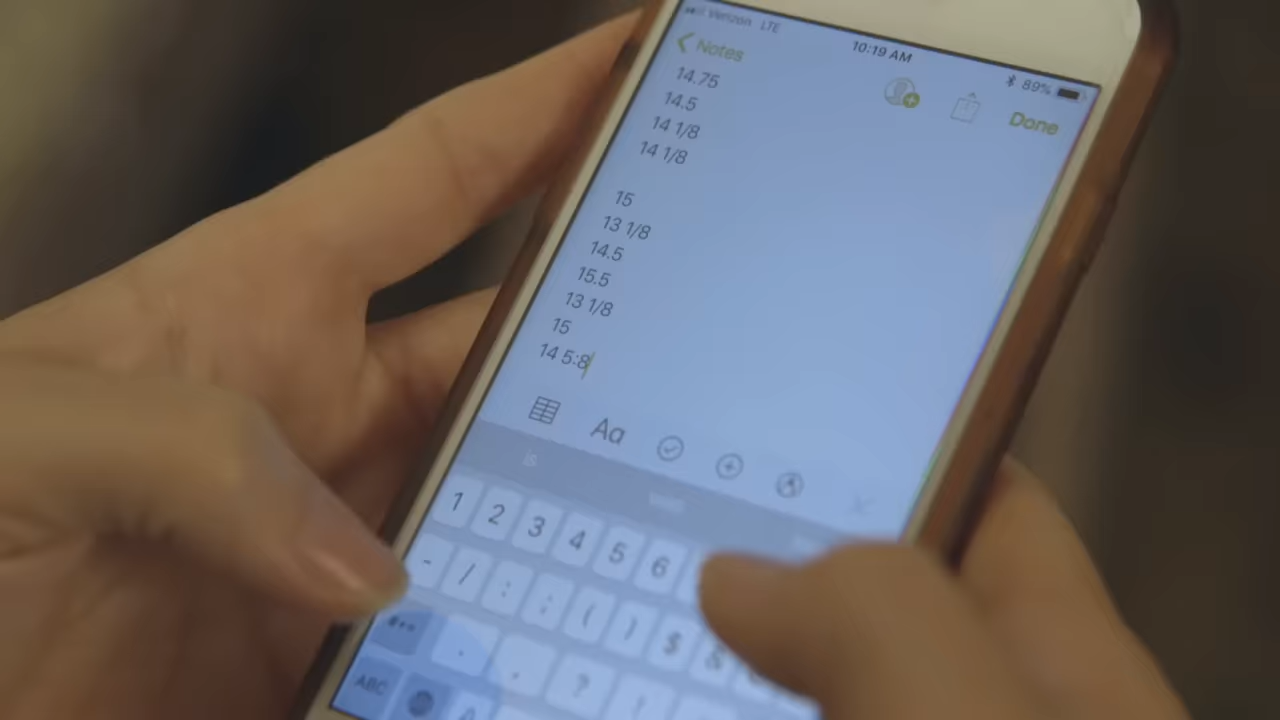 Verizon LTE 10:19 AM 89%
Notes Done
14.75
14.5
14 1/8
14 1/8
15
13 1/8
14.5
15.5
13 1/8
15
14 5:8
Aa
is
1 2 3 4 5 6
- / : ; ( ) $ &
#+=
. , ? !
ABC